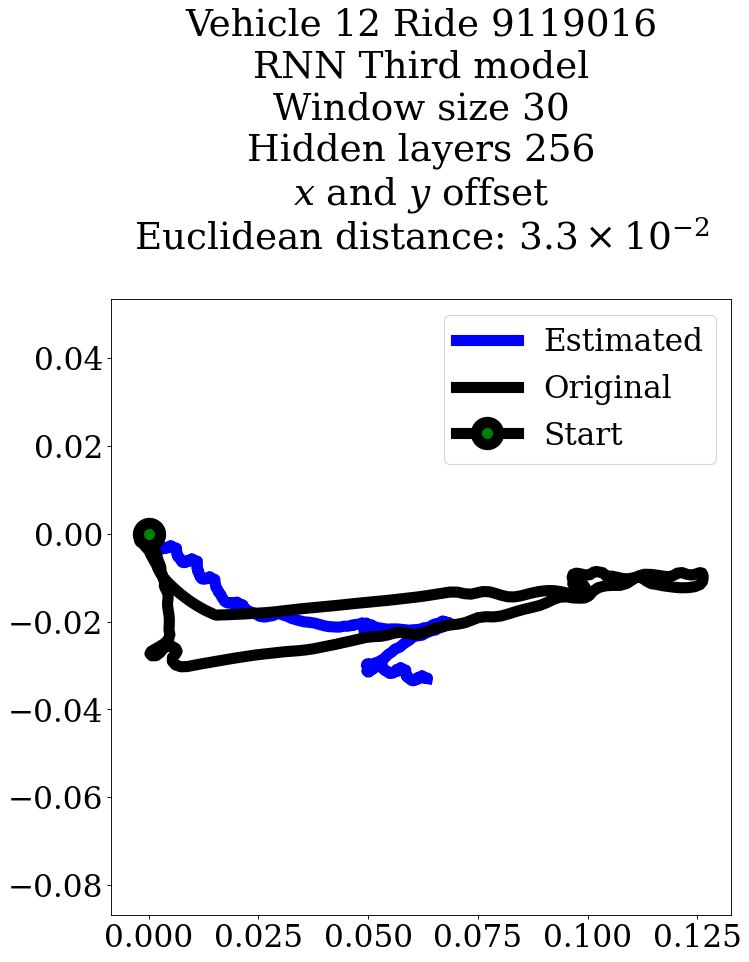 Vehicle 12 Ride 9119016
RNN Third model
Window size 30
Hidden layers 256
x and y offset
Euclidean distance: 3.3 × 10⁻²
Estimated
Original
Start
0.04
0.02
0.00
−0.02
−0.04
−0.06
−0.08
0.000 0.025 0.050 0.075 0.100 0.125